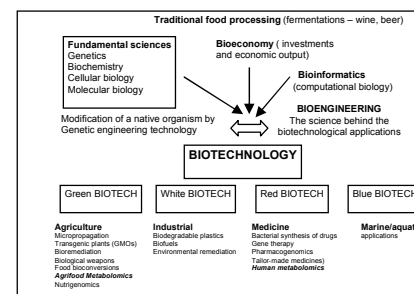 Traditional food processing (fermentations – wine, beer)
Fundamental sciences
Genetics
Biochemistry
Cellular biology
Molecular biology
Bioeconomy ( investments
and economic output)
Bioinformatics
(computational biology)
Modification of a native organism by
Genetic engineering technology
BIOENGINEERING
The science behind the
biotechnological applications
BIOTECHNOLOGY
Green BIOTECH
White BIOTECH
Red BIOTECH
Blue BIOTECH
Agriculture
Micropropagation
Transgenic plants (GMOs)
Bioremediation
Biological weapons
Food bioconversions
Agrifood Metabolomics
Nutrigenomics
Industrial
Biodegradable plastics
Biofuels
Environmental remediation
Medicine
Bacterial synthesis of drugs
Gene therapy
Pharmacogenomics
Tailor-made medicines)
Human metabolomics
Marine/aquat
applications